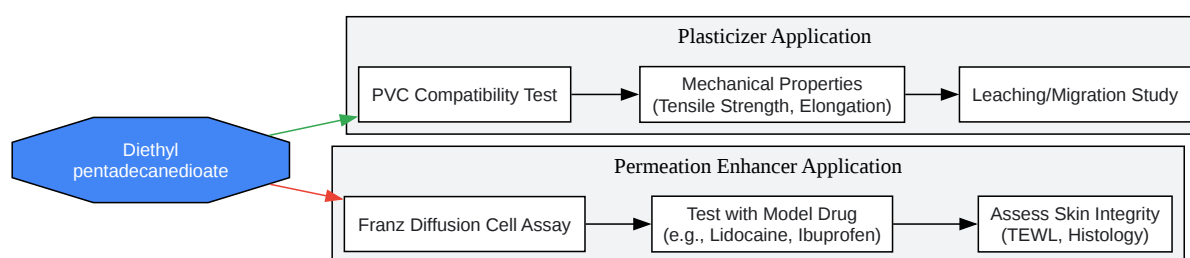 Diethyl
pentadecanedioate
Plasticizer Application
PVC Compatibility Test
Mechanical Properties
(Tensile Strength, Elongation)
Leaching/Migration Study
Permeation Enhancer Application
Franz Diffusion Cell Assay
Test with Model Drug
(e.g., Lidocaine, Ibuprofen)
Assess Skin Integrity
(TEWL, Histology)